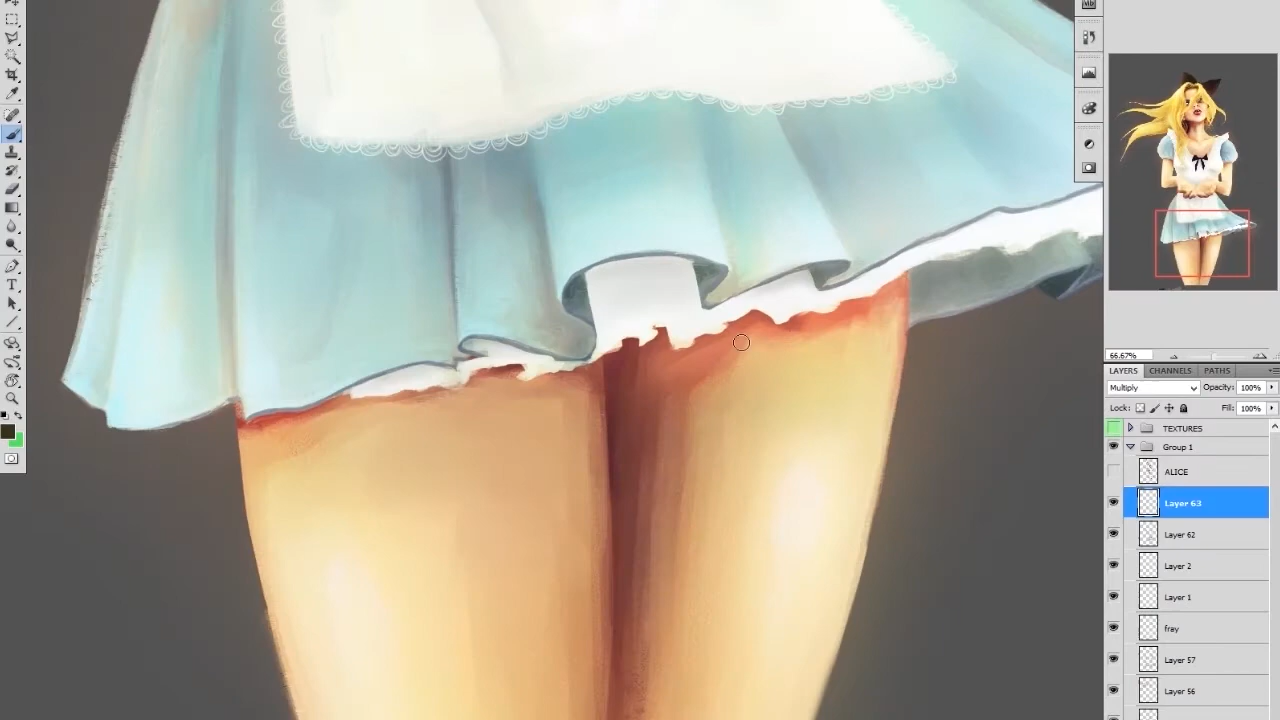 66.67%
LAYERS CHANNELS PATHS
Multiply Opacity: 100%
Lock: Fill: 100%
TEXTURES
Group 1
ALICE
Layer 63
Layer 62
Layer 2
Layer 1
fray
Layer 57
Layer 56